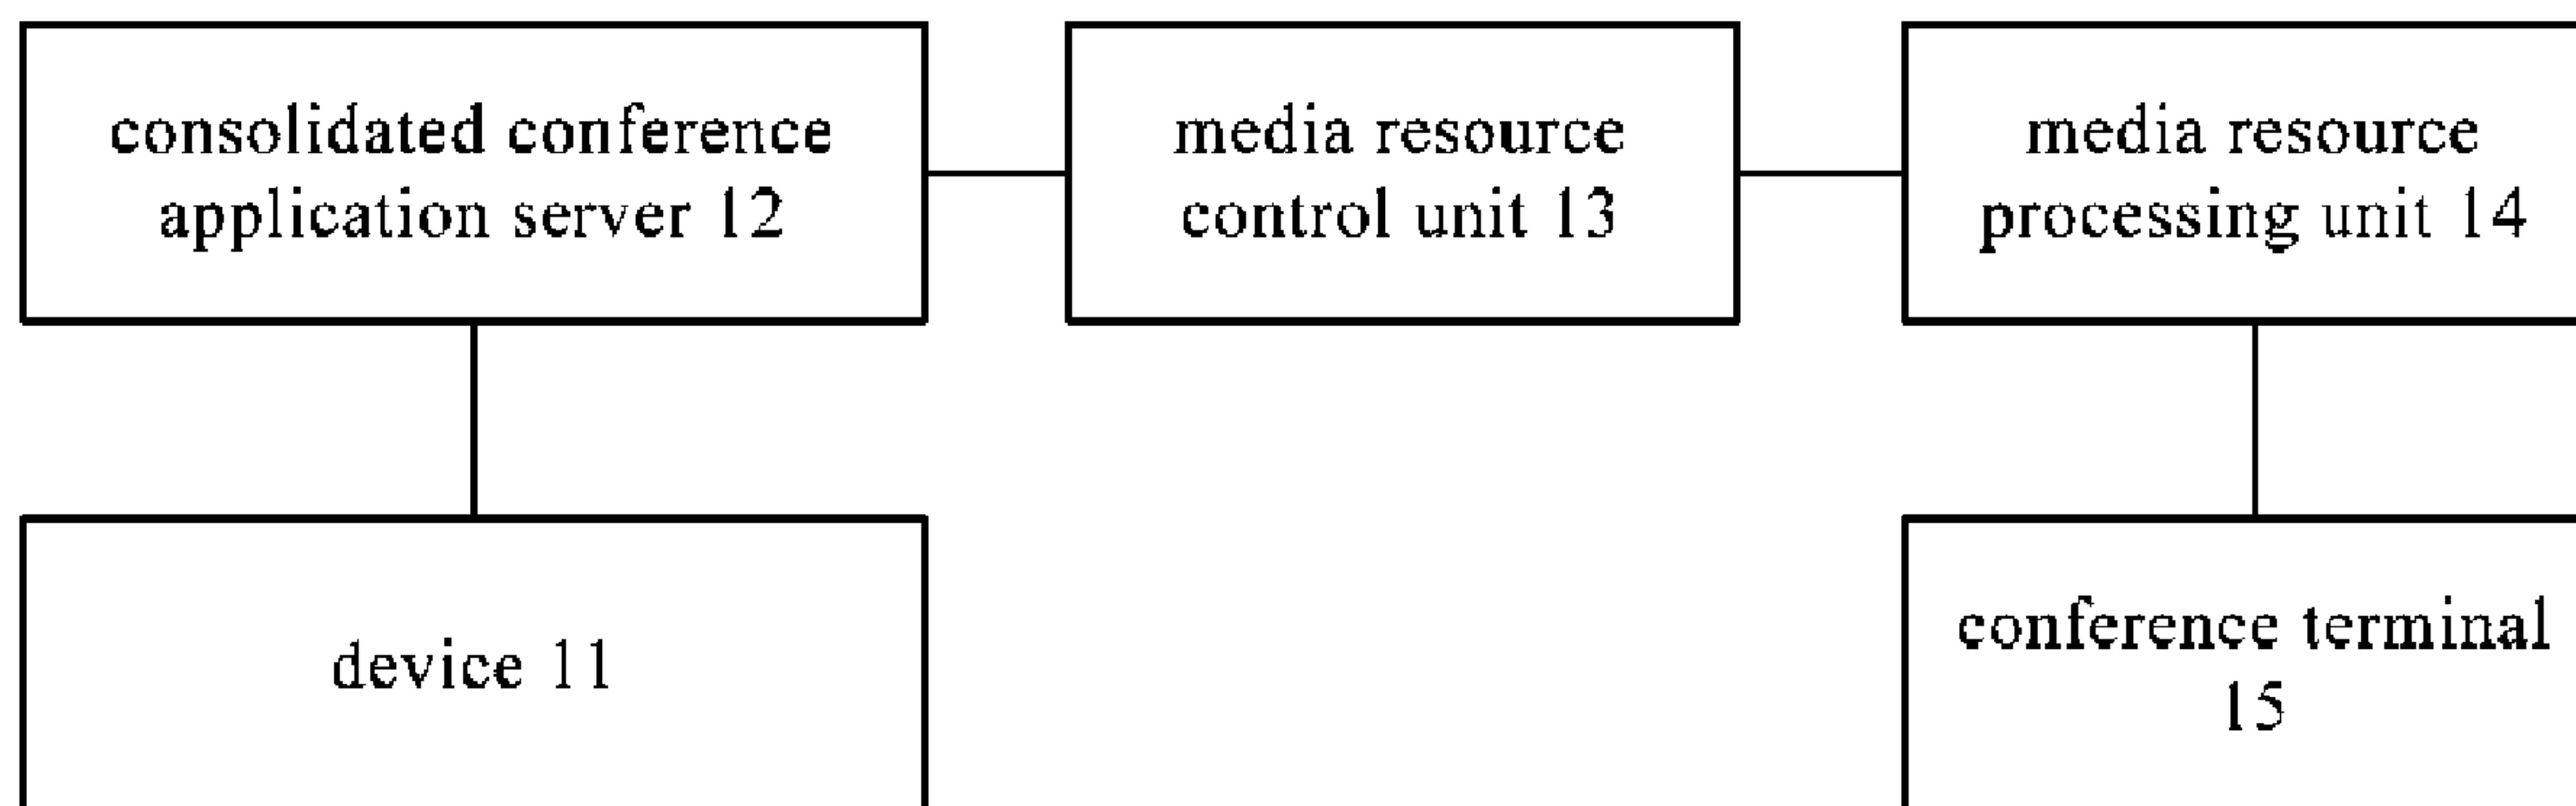 consolidated conference
application server 12
media resource
control unit 13
media resource
processing unit 14
device 11
conference terminal
15